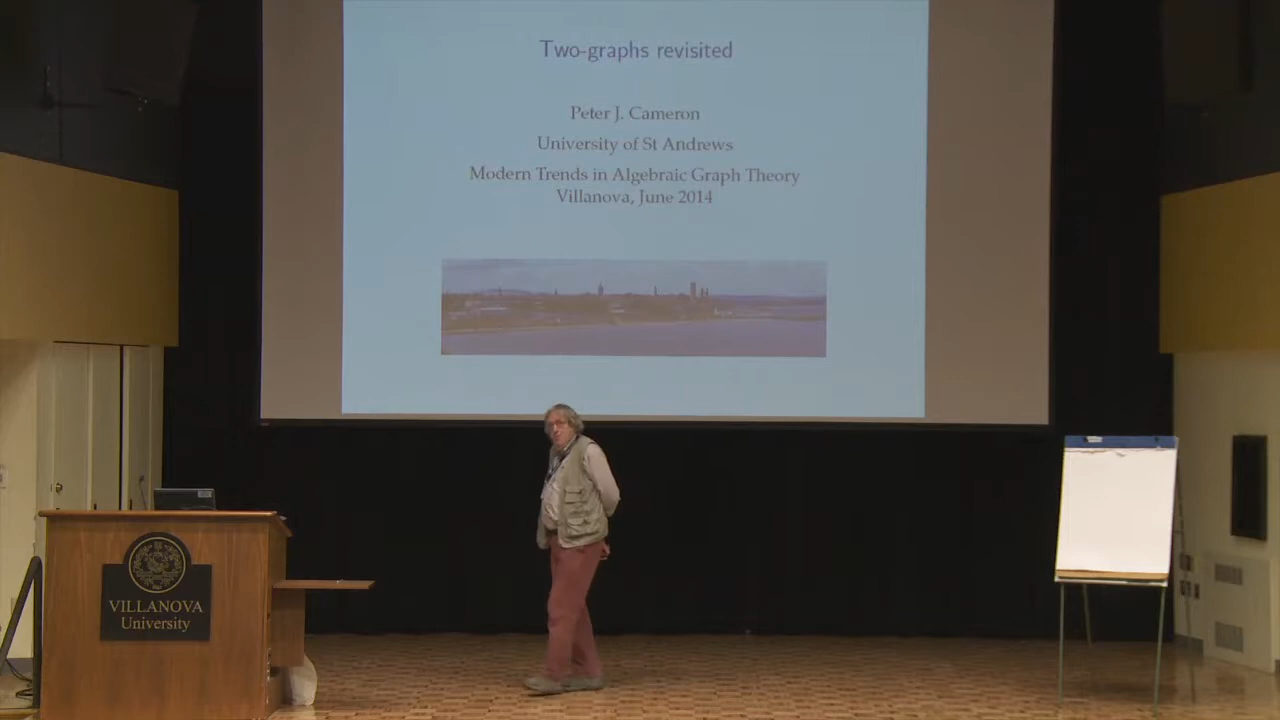 Two-graphs revisited
Peter J. Cameron
University of St Andrews
Modern Trends in Algebraic Graph Theory
Villanova, June 2014
VILLANOVA
University